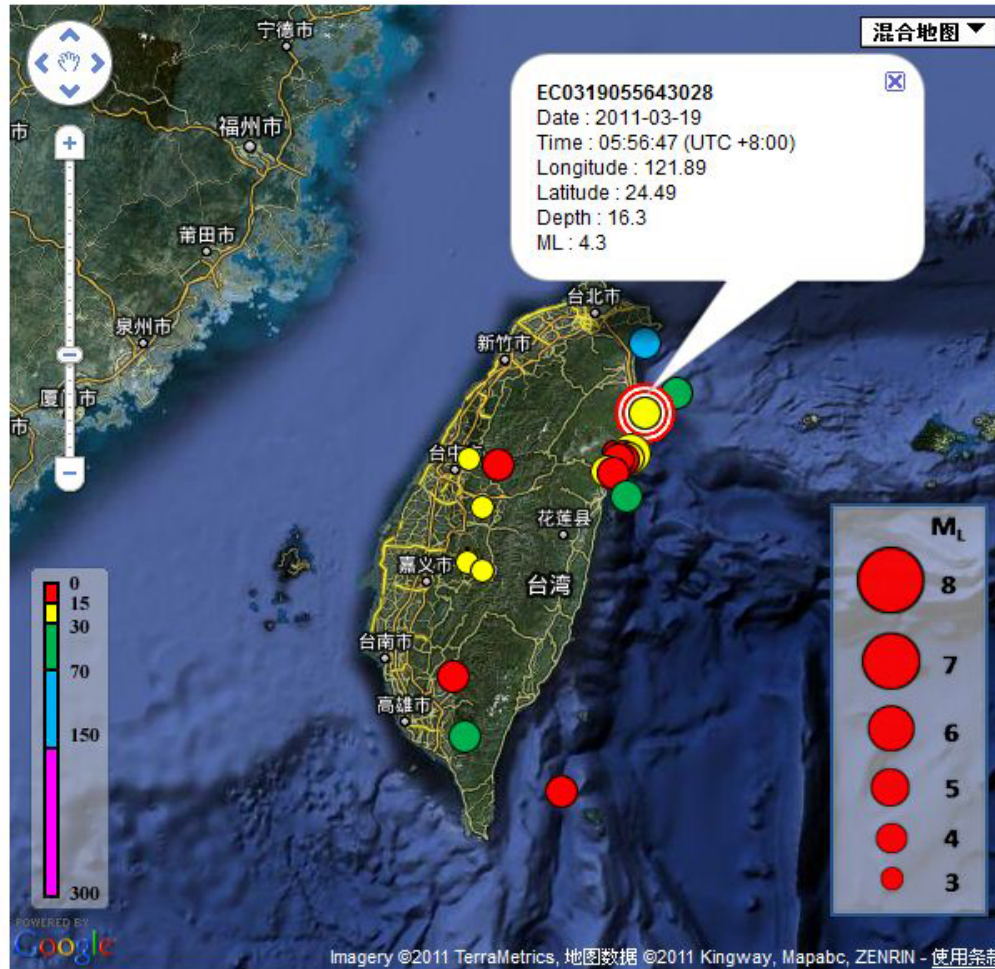 宁德市
混合地图
EC0319055643028
Date : 2011-03-19
Time : 05:56:47 (UTC +8:00)
Longitude : 121.89
Latitude : 24.49
Depth : 16.3
ML : 4.3
市
福州市
莆田市
台北市
泉州市
新竹市
市
台中
花莲县
嘉义市
台湾
台南市
高雄市
0
15
30
70
150
300
ML
8
7
6
5
4
3
POWERED BY
Google
Imagery ©2011 TerraMetrics, 地图数据 ©2011 Kingway, Mapabc, ZENRIN - 使用条款